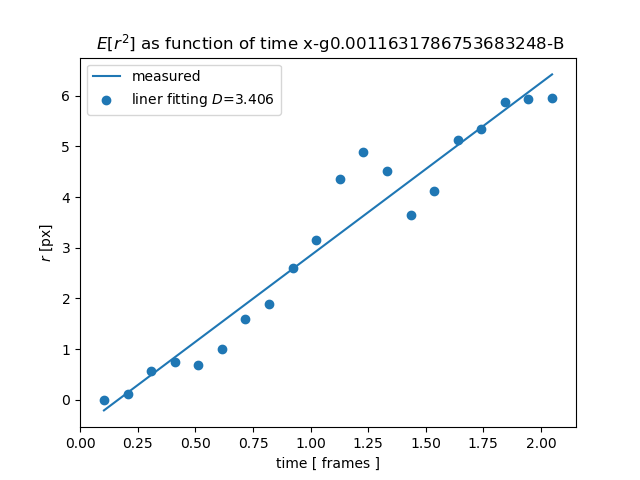 E[r²] as function of time x-g0.0011631786753683248-B
measured
liner fitting D=3.406
6
5
4
3
2
1
0
r [px]
0.00 0.25 0.50 0.75 1.00 1.25 1.50 1.75 2.00
time [ frames ]